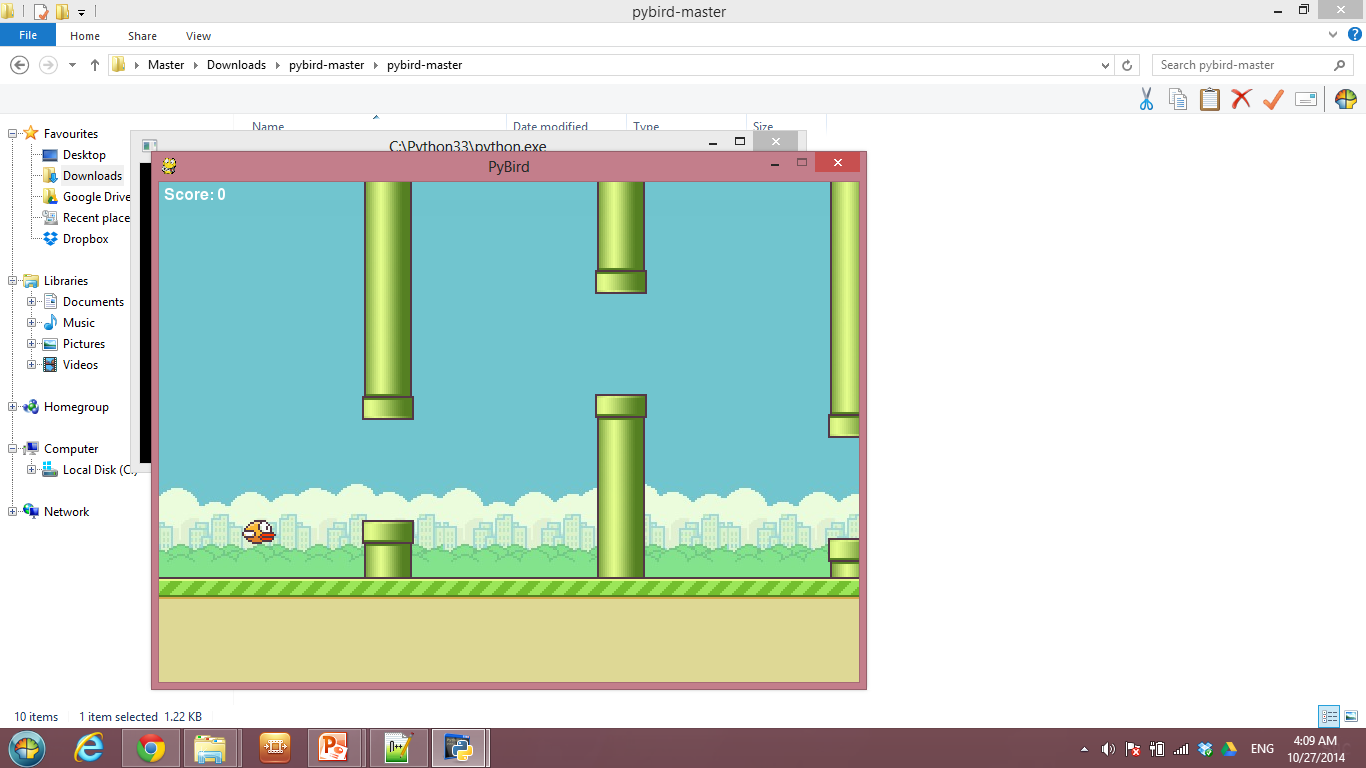 pybird-master
File Home Share View
Master Downloads pybird-master pybird-master
Search pybird-master
Name Date modified Type Size
Favourites
Desktop
Downloads
Google Drive
Recent place
Dropbox
Libraries
Documents
Music
Pictures
Videos
Homegroup
Computer
Local Disk (C:)
Network
C:\Python33\python.exe
PyBird
Score: 0
10 items 1 item selected 1.22 KB
ENG
4:09 AM
10/27/2014